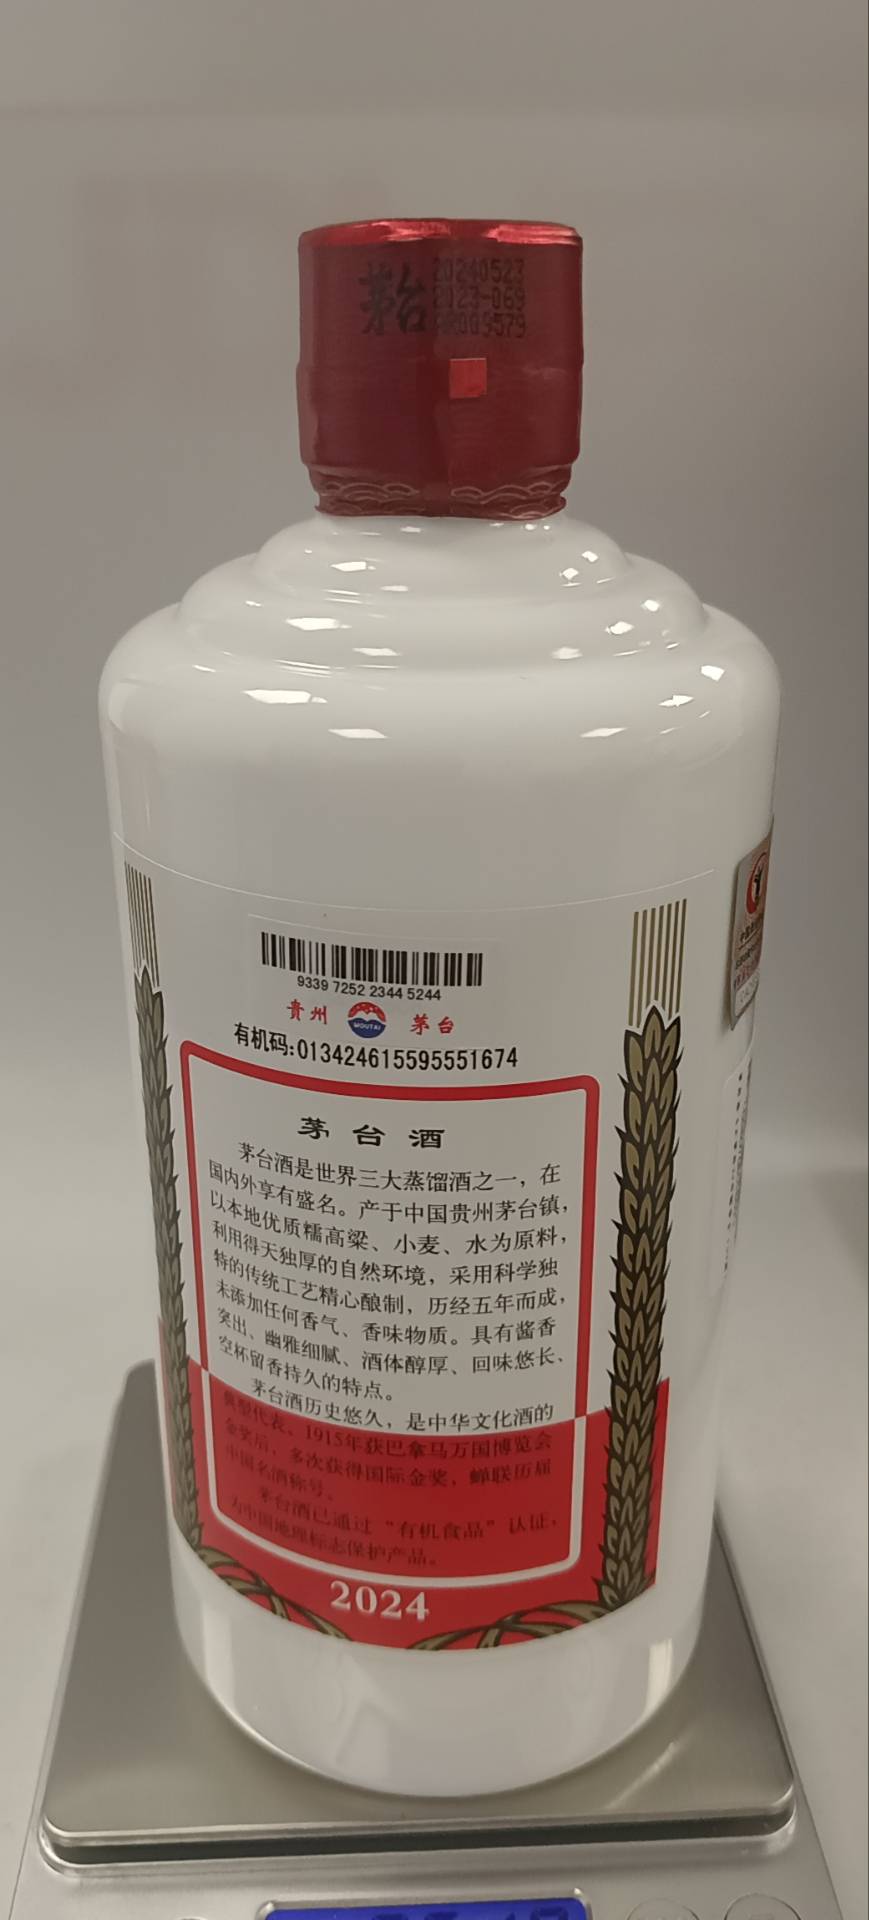 茅台
20240523
2023-069
009579
9339 7252 2344 5244
贵州 MOUTAI 茅台
有机码:013424615595551674
茅台酒
茅台酒是世界三大蒸馏酒之一，在
国内外享有盛名。产于中国贵州茅台镇，
以本地优质糯高粱、小麦、水为原料，
利用得天独厚的自然环境，采用科学独
特的传统工艺精心酿制，历经五年而成，
未添加任何香气、香味物质。具有酱香
突出、幽雅细腻、酒体醇厚、回味悠长、
空杯留香持久的特点。
茅台酒历史悠久，是中华文化酒的
典型代表，1915年获巴拿马万国博览会
金奖后，多次获得国际金奖，蝉联历届
中国名酒称号。
茅台酒已通过“有机食品”认证，
为中国地理标志保护产品。
2024